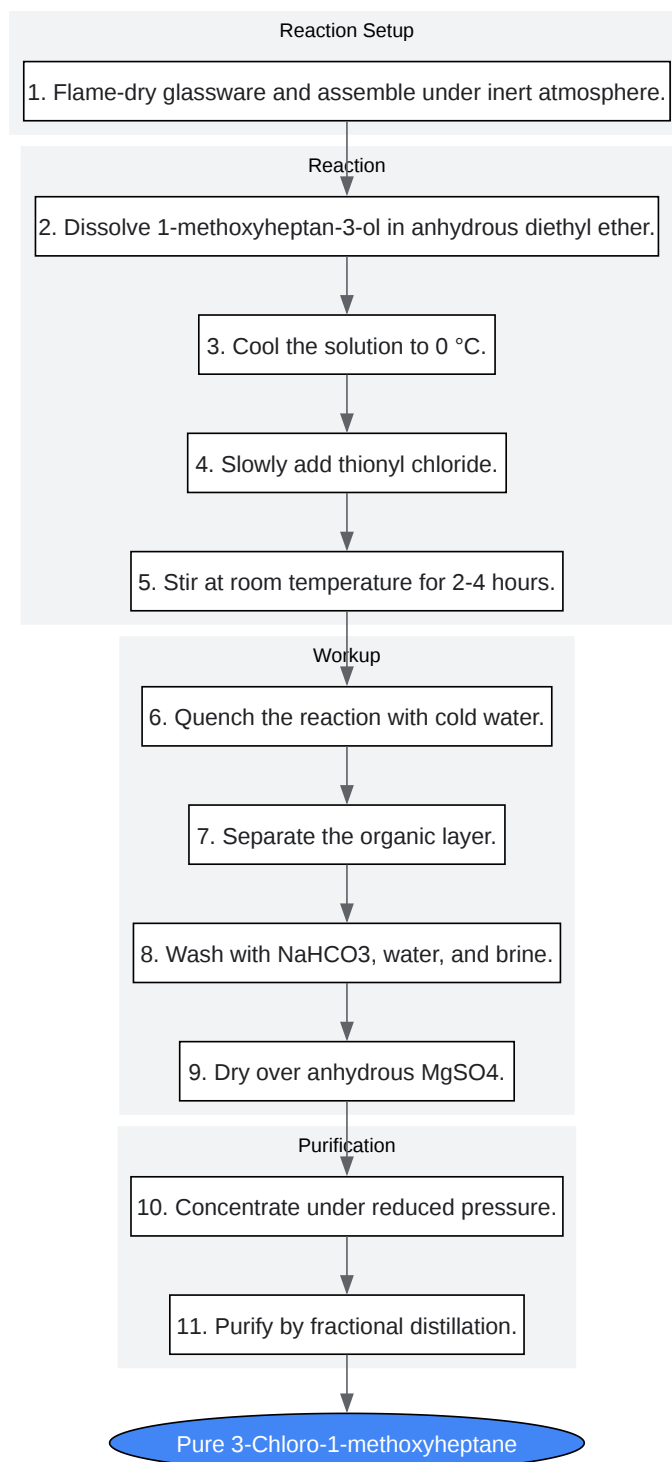 Reaction Setup
1. Flame-dry glassware and assemble under inert atmosphere.
Reaction
2. Dissolve 1-methoxyheptan-3-ol in anhydrous diethyl ether.
3. Cool the solution to 0 °C.
4. Slowly add thionyl chloride.
5. Stir at room temperature for 2-4 hours.
Workup
6. Quench the reaction with cold water.
7. Separate the organic layer.
8. Wash with NaHCO3, water, and brine.
9. Dry over anhydrous MgSO4.
Purification
10. Concentrate under reduced pressure.
11. Purify by fractional distillation.
Pure 3-Chloro-1-methoxyheptane